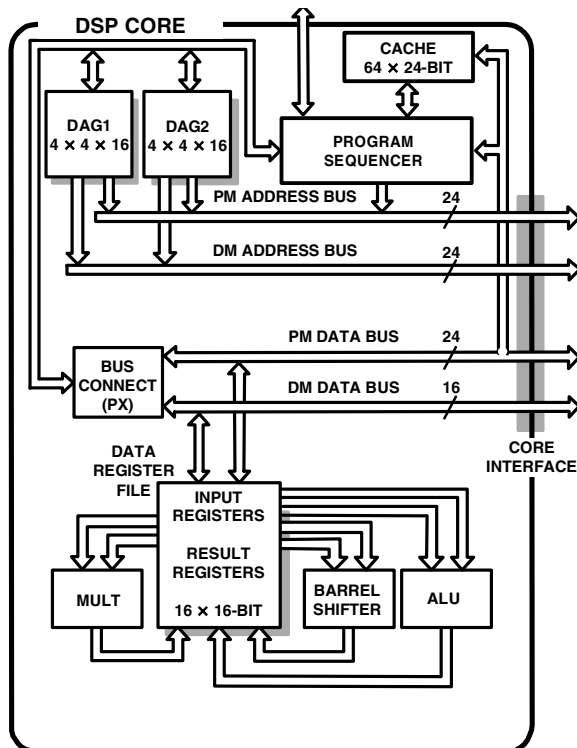 DSP CORE
CACHE
64 × 24-BIT
DAG1
4 × 4 × 16
DAG2
4 × 4 × 16
PROGRAM
SEQUENCER
PM ADDRESS BUS
24
DM ADDRESS BUS
24
PM DATA BUS
24
BUS
CONNECT
(PX)
DM DATA BUS
16
CORE
INTERFACE
DATA
REGISTER
FILE
INPUT
REGISTERS
RESULT
REGISTERS
16 × 16-BIT
MULT
BARREL
SHIFTER
ALU